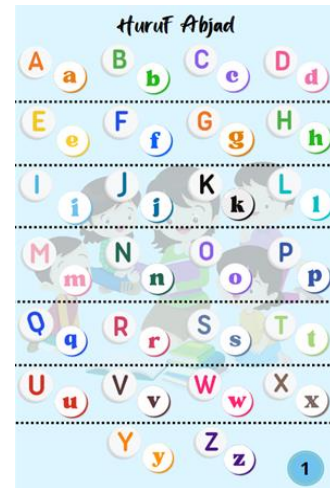 Huruf Abjad
A a B b C c D d
E e F f G g H h
I i J j K k L l
M m N n O o P p
Q q R r S s T t
U u V v W w X x
Y y Z z
1